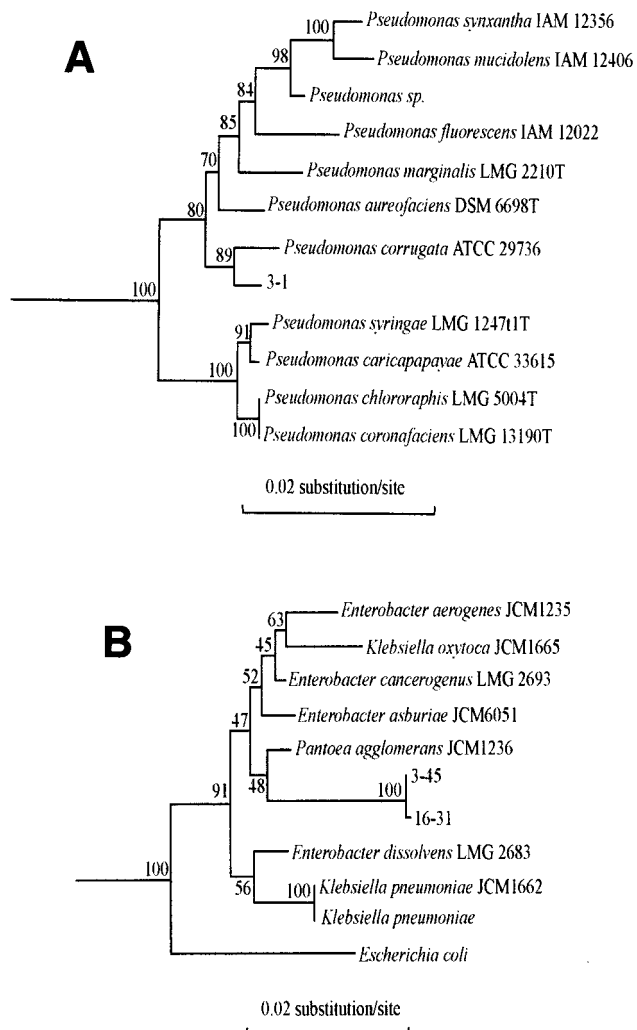 A
100
Pseudomonas synxantha IAM 12356
98
Pseudomonas mucidolens IAM 12406
84
Pseudomonas sp.
85
Pseudomonas fluorescens IAM 12022
70
Pseudomonas marginalis LMG 2210T
80
Pseudomonas aureofaciens DSM 6698T
89
Pseudomonas corrugata ATCC 29736
3-1
100
91
Pseudomonas syringae LMG 1247t1T
Pseudomonas caricapapayae ATCC 33615
100
Pseudomonas chlororaphis LMG 5004T
100
Pseudomonas coronafaciens LMG 13190T
0.02 substitution/site
B
63
Enterobacter aerogenes JCM1235
45
Klebsiella oxytoca JCM1665
52
Enterobacter cancerogenus LMG 2693
47
Enterobacter asburiae JCM6051
Pantoea agglomerans JCM1236
48
3-45
100
16-31
91
Enterobacter dissolvens LMG 2683
100
56
100
Klebsiella pneumoniae JCM1662
Klebsiella pneumoniae
Escherichia coli
0.02 substitution/site